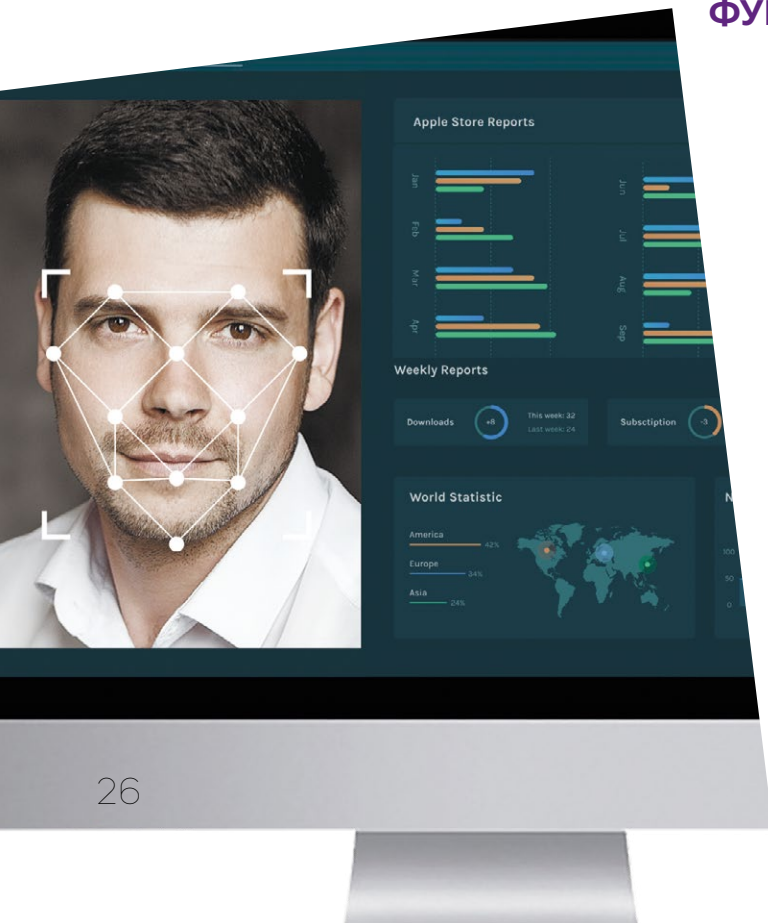 ФУ
Apple Store Reports
Jan
Feb
Mar
Apr
Jun
Jul
Aug
Sep
Weekly Reports
Downloads
+8
This week: 32
Last week: 24
Subsctiption
-3
World Statistic
America
42%
Europe
34%
Asia
24%
N
100
50
0
26